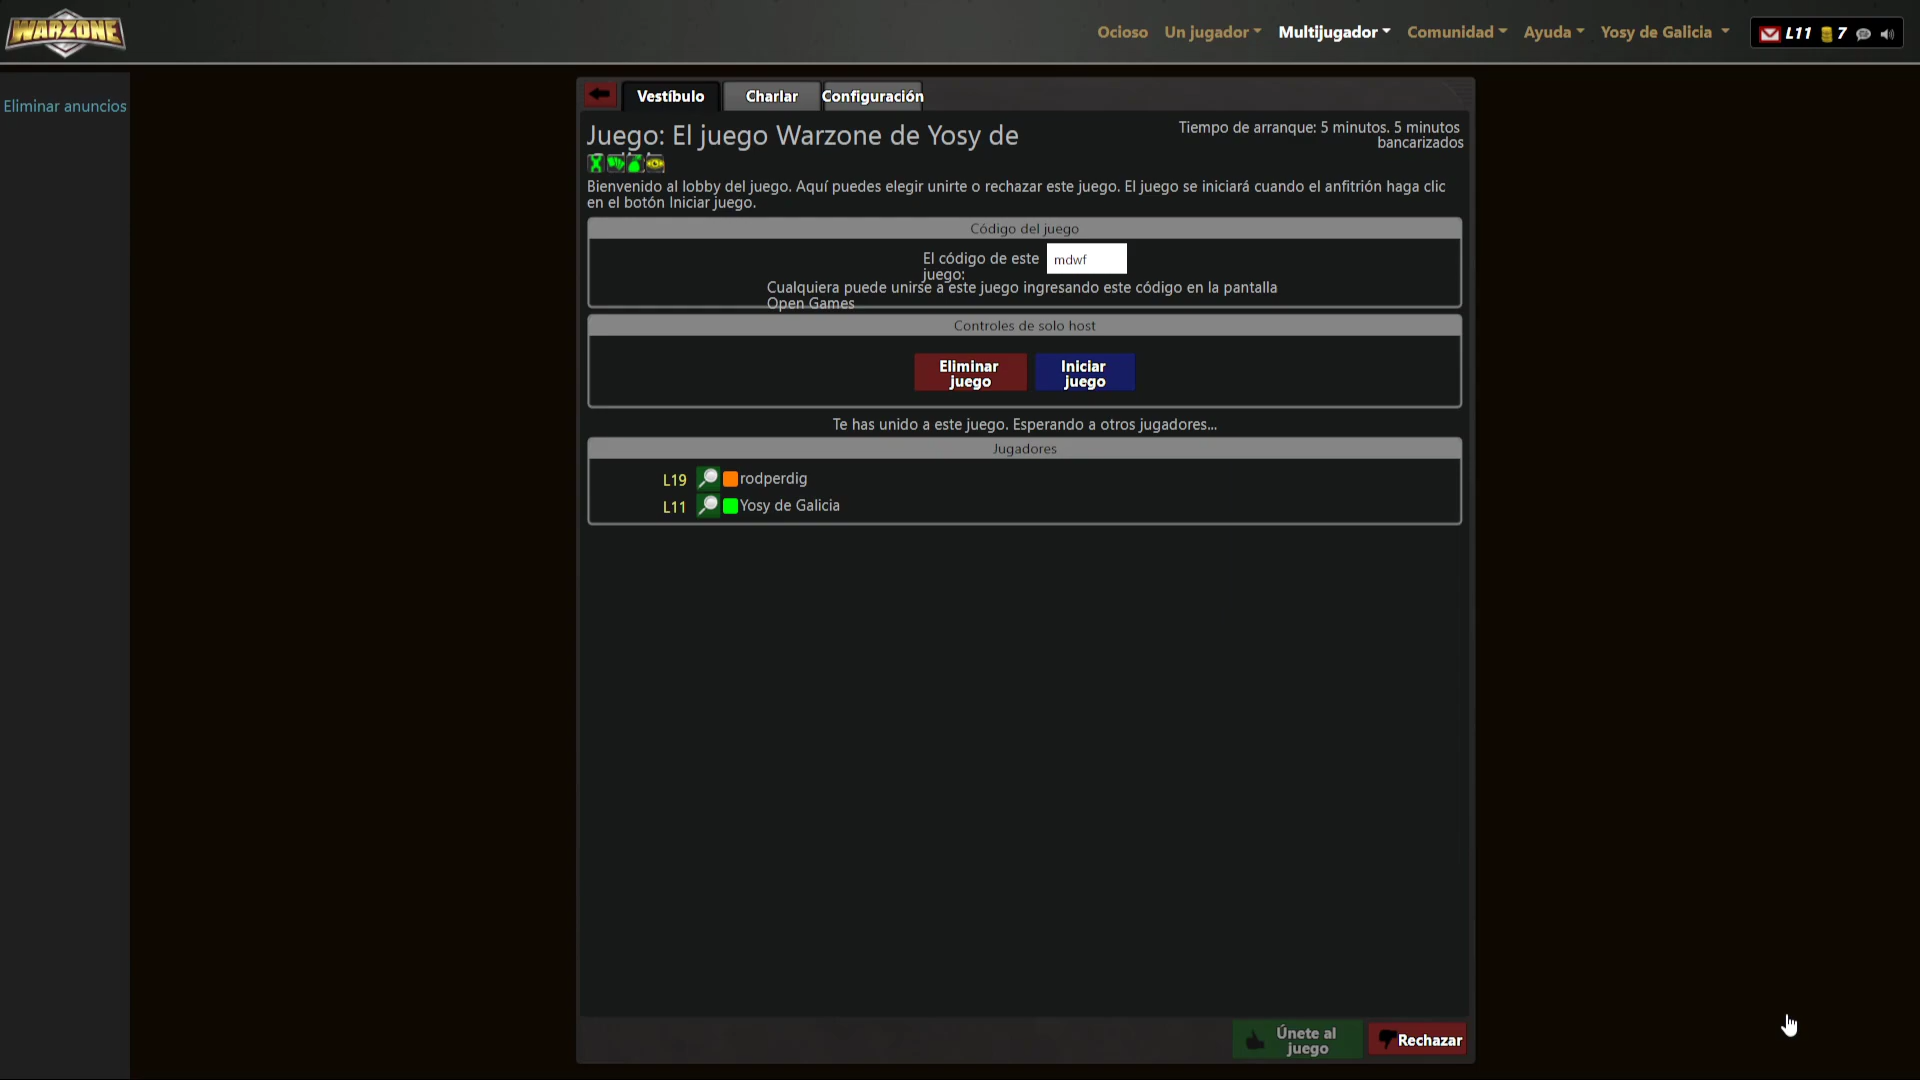 WARZONE
Ocioso Un jugador Multijugador Comunidad Ayuda Yosy de Galicia L11 7
Eliminar anuncios
Vestíbulo Charlar Configuración
Juego: El juego Warzone de Yosy de
Tiempo de arranque: 5 minutos. 5 minutos
bancarizados
Bienvenido al lobby del juego. Aquí puedes elegir unirte o rechazar este juego. El juego se iniciará cuando el anfitrión haga clic
en el botón Iniciar juego.
Código del juego
El código de este
juego:
mdwf
Cualquiera puede unirse a este juego ingresando este código en la pantalla
Open Games
Controles de solo host
Eliminar
juego
Iniciar
juego
Te has unido a este juego. Esperando a otros jugadores...
Jugadores
L19 rodperdig
L11 Yosy de Galicia
Únete al
juego
Rechazar